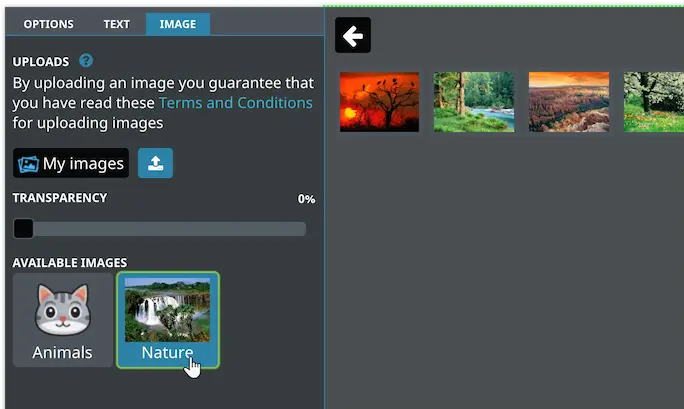 OPTIONS TEXT IMAGE
UPLOADS ?
By uploading an image you guarantee that
you have read these Terms and Conditions
for uploading images
My images
TRANSPARENCY 0%
AVAILABLE IMAGES
Animals Nature